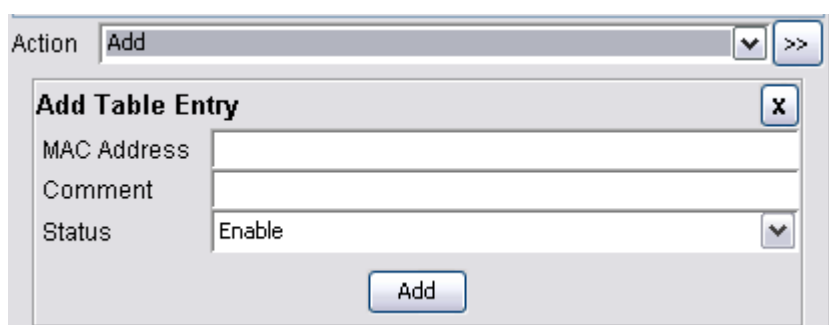 Action Add >>
Add Table Entry x
MAC Address
Comment
Status Enable
Add